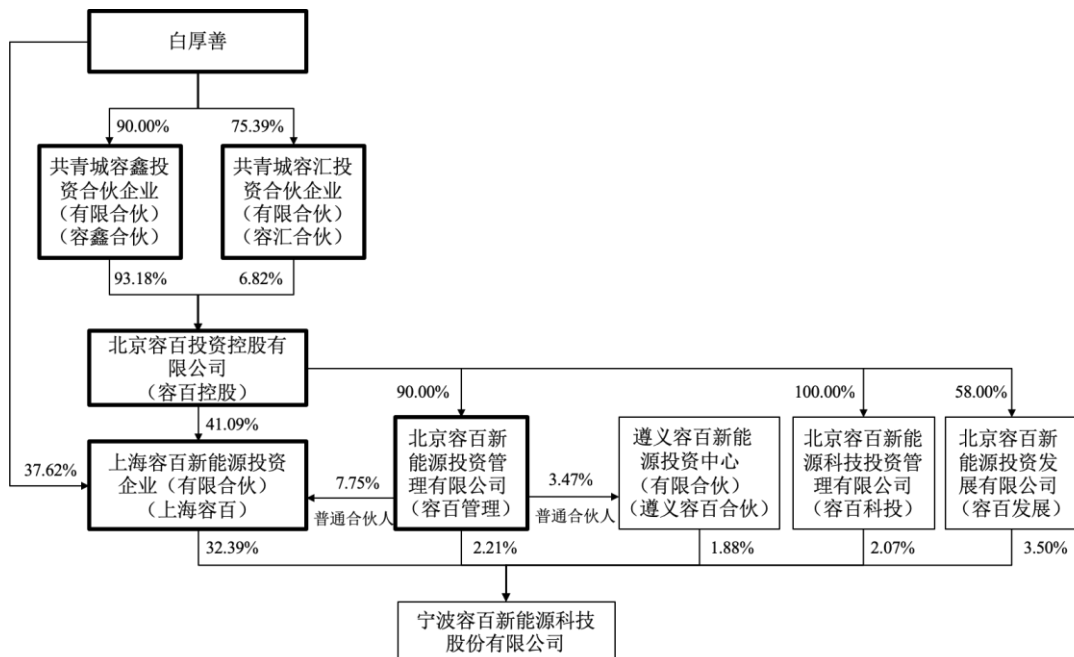 白厚善
90.00%
75.39%
共青城容鑫投
资合伙企业
（有限合伙）
（容鑫合伙）
共青城容汇投
资合伙企业
（有限合伙）
（容汇合伙）
93.18%
6.82%
北京容百投资控股有
限公司
（容百控股）
90.00%
100.00%
58.00%
41.09%
37.62%
上海容百新能源投资
企业（有限合伙）
（上海容百）
7.75%
普通合伙人
北京容百新
能源投资管
理有限公司
（容百管理）
3.47%
普通合伙人
遵义容百新能
源投资中心
（有限合伙）
（遵义容百合伙）
北京容百新能
源科技投资管
理有限公司
（容百科投）
北京容百新
能源投资发
展有限公司
（容百发展）
32.39%
2.21%
1.88%
2.07%
3.50%
宁波容百新能源科技
股份有限公司